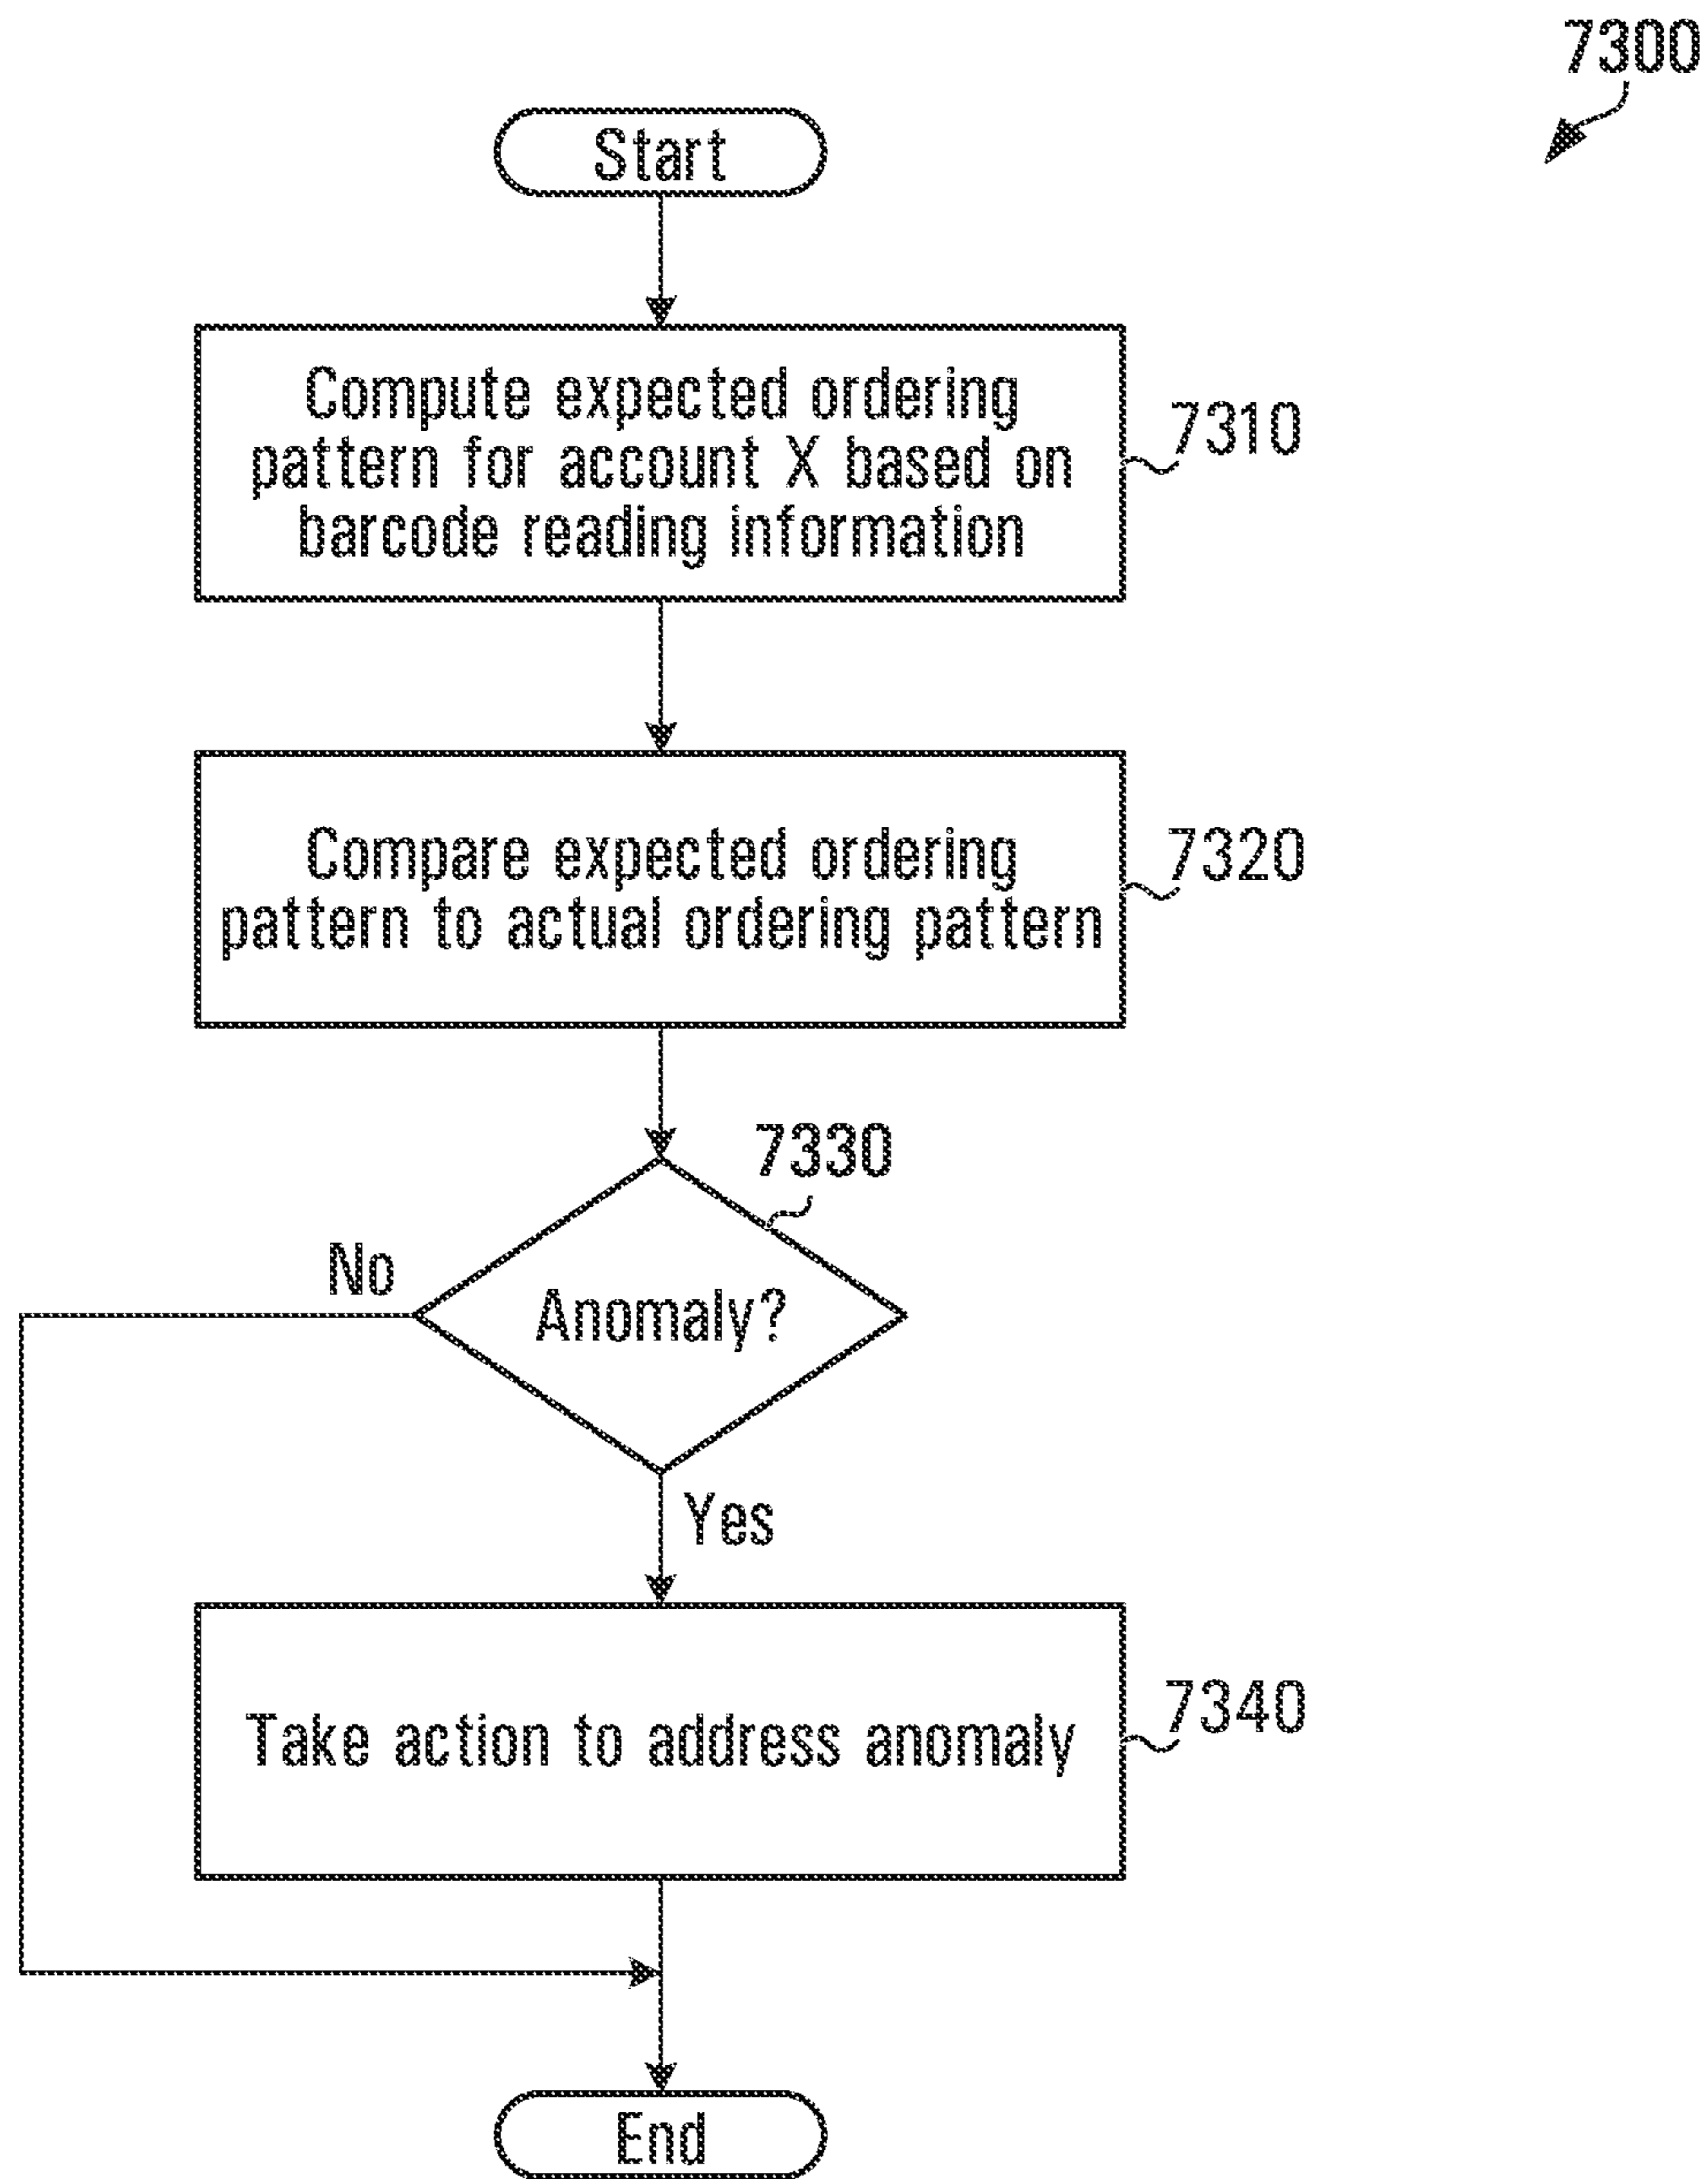 7300
Start
Compute expected ordering
pattern for account X based on
barcode reading information
7310
Compare expected ordering
pattern to actual ordering pattern
7320
7330
No
Anomaly?
Yes
Take action to address anomaly
7340
End